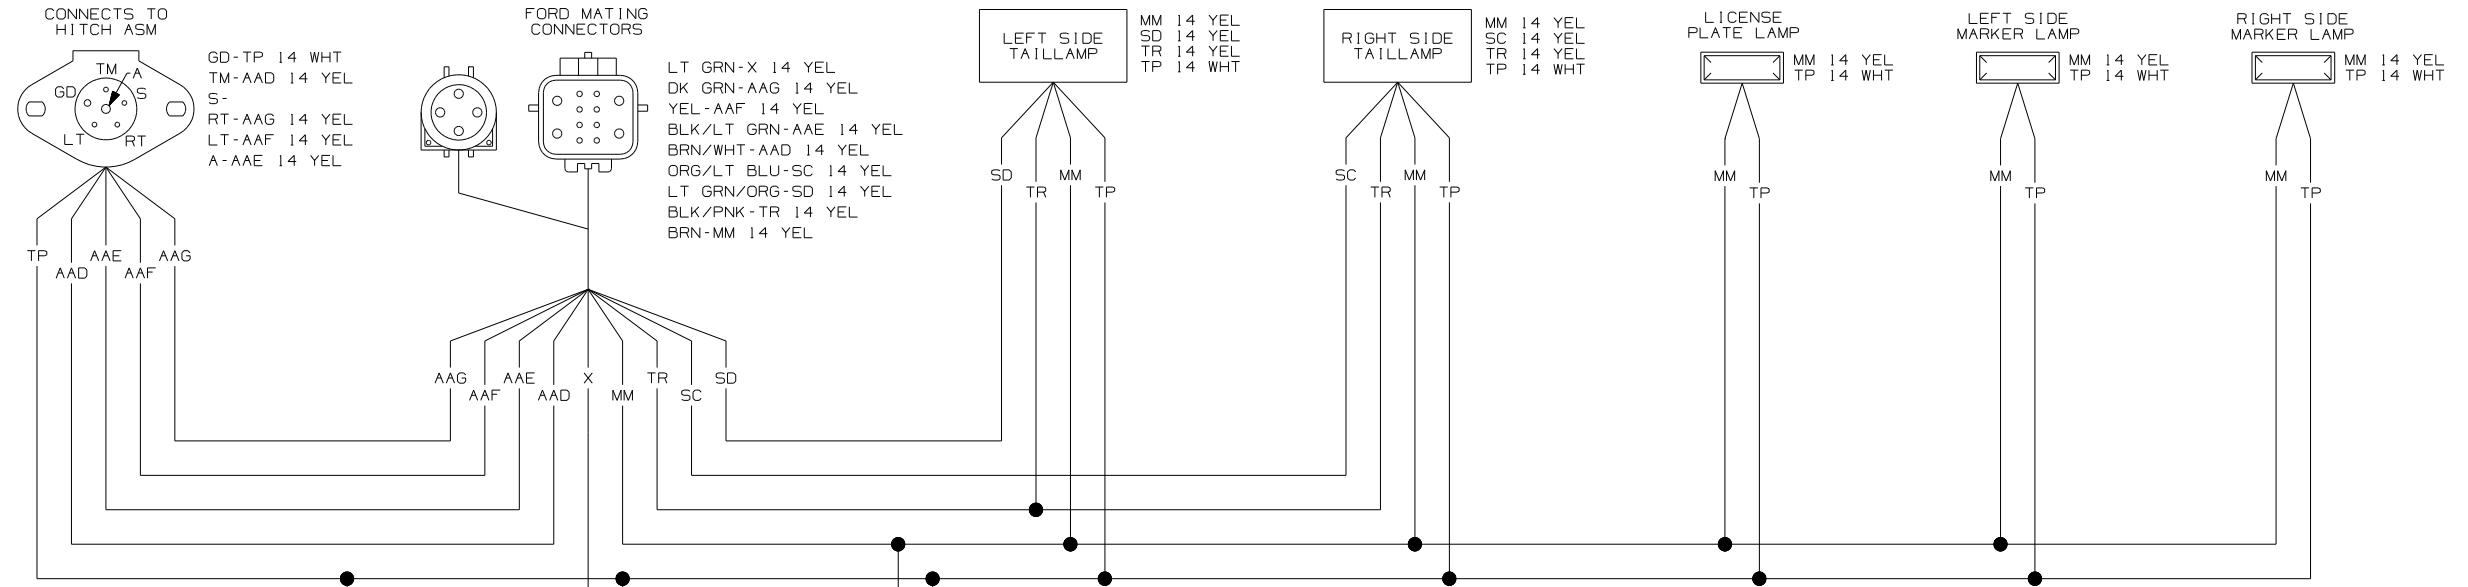 CONNECTS TO
HITCH ASM
TM
A
GD
S
LT
RT
GD-TP 14 WHT
TM-AAD 14 YEL
S-
RT-AAG 14 YEL
LT-AAF 14 YEL
A-AAE 14 YEL
TP
AAD
AAE
AAF
AAG
FORD MATING
CONNECTORS
LT GRN-X 14 YEL
DK GRN-AAG 14 YEL
YEL-AAF 14 YEL
BLK/LT GRN-AAE 14 YEL
BRN/WHT-AAD 14 YEL
ORG/LT BLU-SC 14 YEL
LT GRN/ORG-SD 14 YEL
BLK/PNK-TR 14 YEL
BRN-MM 14 YEL
AAG
AAF
AAE
AAD
X
MM
TR
SC
SD
LEFT SIDE
TAILLAMP
MM 14 YEL
SD 14 YEL
TR 14 YEL
TP 14 WHT
SD
TR
MM
TP
RIGHT SIDE
TAILLAMP
MM 14 YEL
SC 14 YEL
TR 14 YEL
TP 14 WHT
SC
TR
MM
TP
LICENSE
PLATE LAMP
MM 14 YEL
TP 14 WHT
MM
TP
LEFT SIDE
MARKER LAMP
MM 14 YEL
TP 14 WHT
MM
TP
RIGHT SIDE
MARKER LAMP
MM 14 YEL
TP 14 WHT
MM
TP